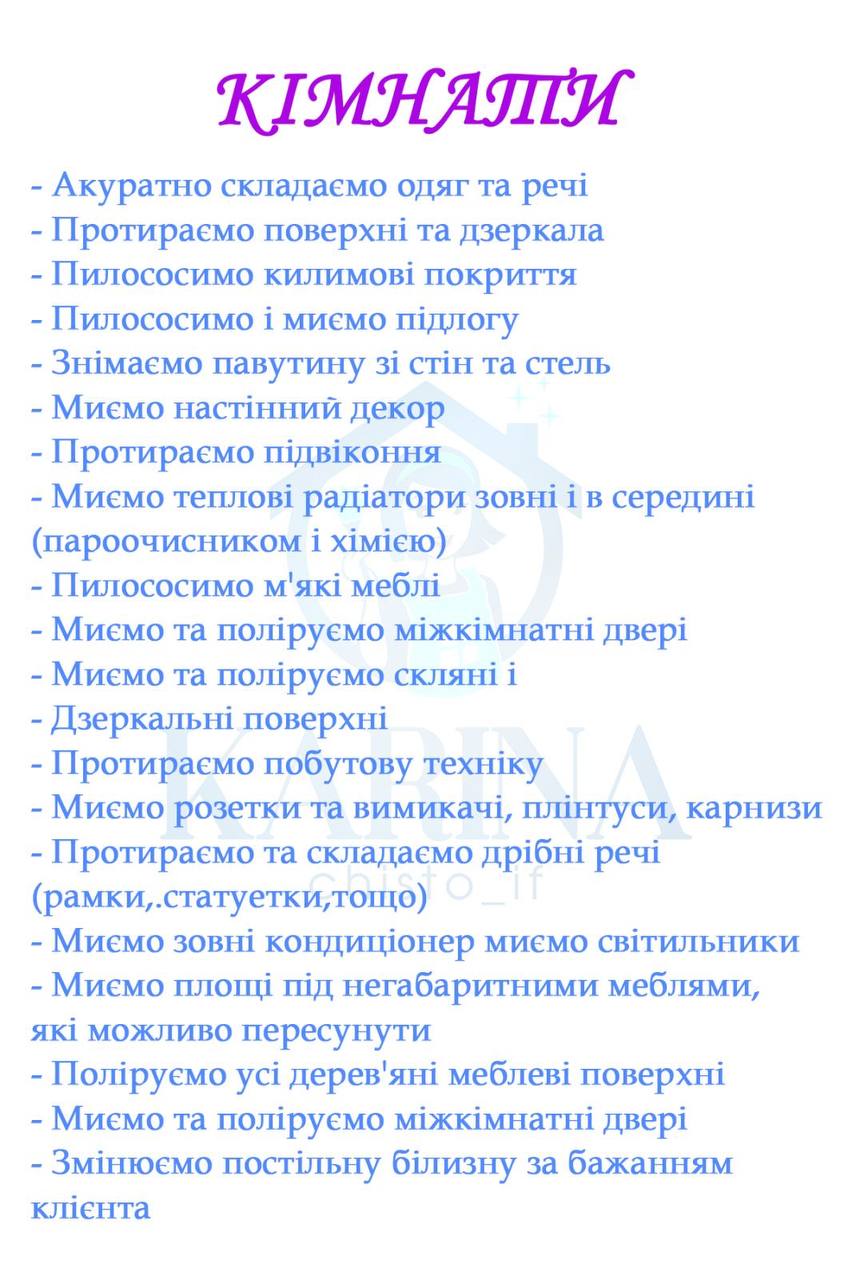 КІМНАТИ
- Акуратно складаємо одяг та речі
- Протираємо поверхні та дзеркала
- Пилососимо килимові покриття
- Пилососимо і миємо підлогу
- Знімаємо павутину зі стін та стель
- Миємо настінний декор
- Протираємо підвіконня
- Миємо теплові радіатори зовні і в середині
(пароочисником і хімією)
- Пилососимо м'які меблі
- Миємо та поліруємо міжкімнатні двері
- Миємо та поліруємо скляні і
- Дзеркальні поверхні
KARINA
- Протираємо побутову техніку
- Миємо розетки та вимикачі, плінтуси, карнизи
- Протираємо та складаємо дрібні речі
chisto_if
(рамки,.статуетки,тощо)
- Миємо зовні кондиціонер миємо світильники
- Миємо площі під негабаритними меблями,
які можливо пересунути
- Поліруємо усі дерев'яні меблеві поверхні
- Миємо та поліруємо міжкімнатні двері
- Змінюємо постільну білизну за бажанням
клієнта